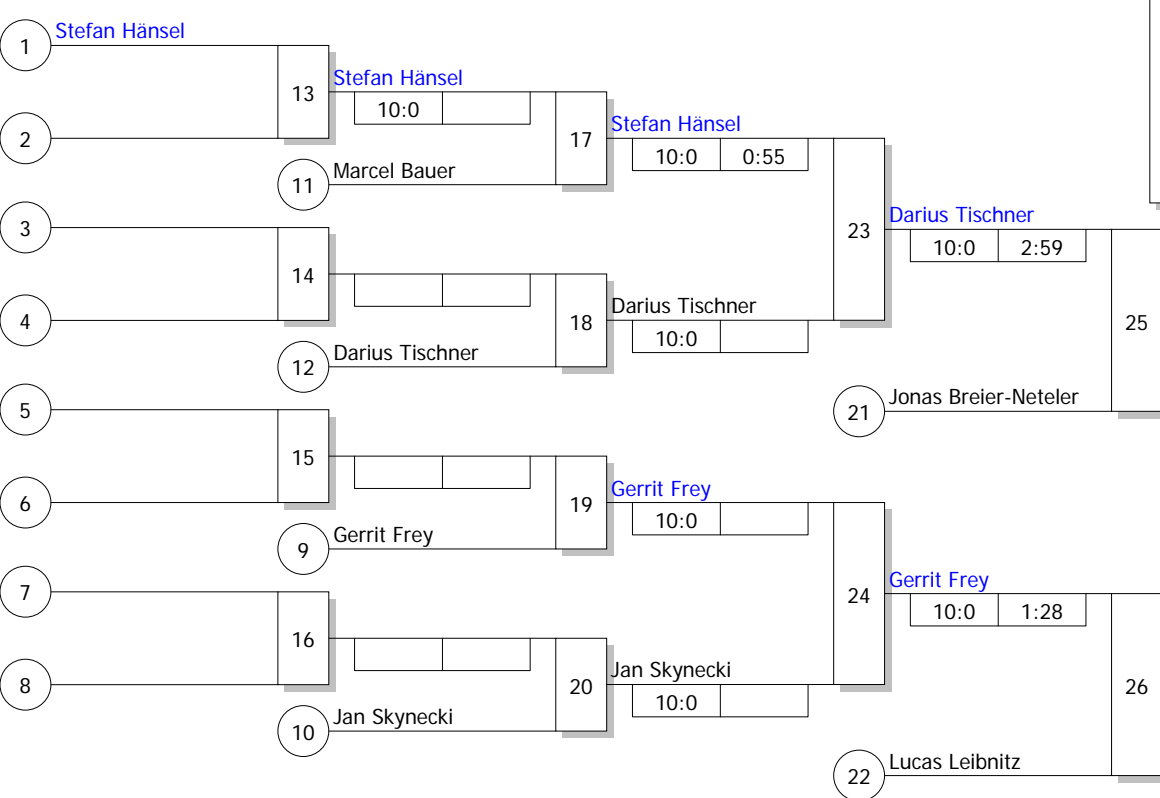 1 Stefan Hänsel
13 Stefan Hänsel
10:0
2
17 Stefan Hänsel
10:0 0:55
11 Marcel Bauer
3
23 Darius Tischner
10:0 2:59
14
4
18 Darius Tischner
10:0
12 Darius Tischner
25
5
21 Jonas Breier-Neteler
15
6
19 Gerrit Frey
10:0
9 Gerrit Frey
7
24 Gerrit Frey
10:0 1:28
16
8
20 Jan Skynecki
10:0
10 Jan Skynecki
26
22 Lucas Leibnitz